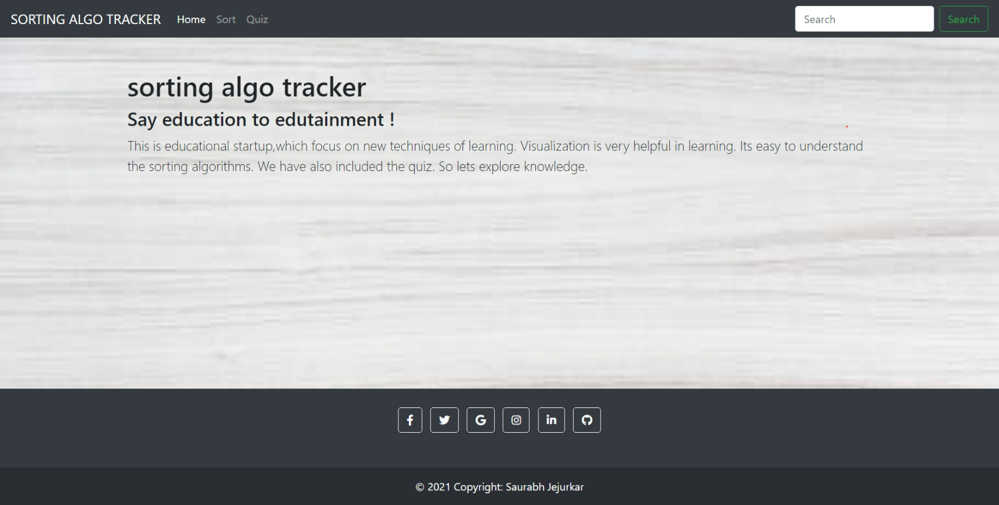 SORTING ALGO TRACKER Home Sort Quiz Search Search
sorting algo tracker
Say education to edutainment !
This is educational startup,which focus on new techniques of learning. Visualization is very helpful in learning. Its easy to understand
the sorting algorithms. We have also included the quiz. So lets explore knowledge.
© 2021 Copyright: Saurabh Jejurkar